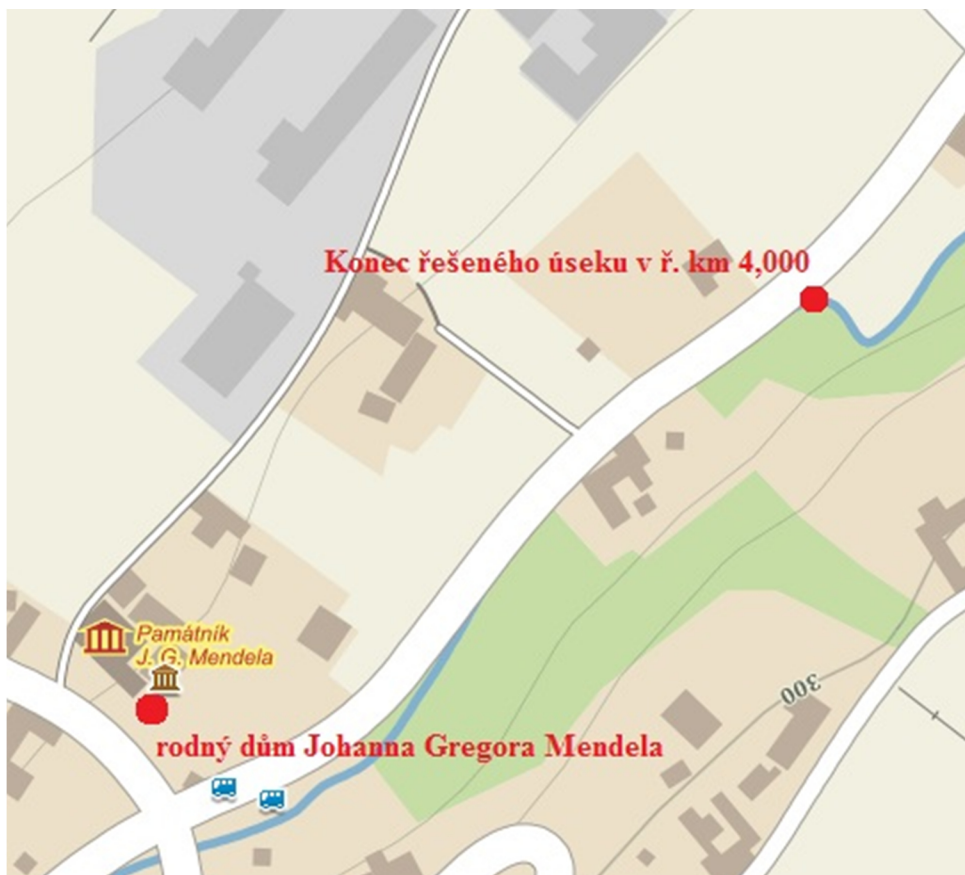 Konec řešeného úseku v ř. km 4,000
Památník
J. G. Mendela
300
rodný dům Johanna Gregora Mendela